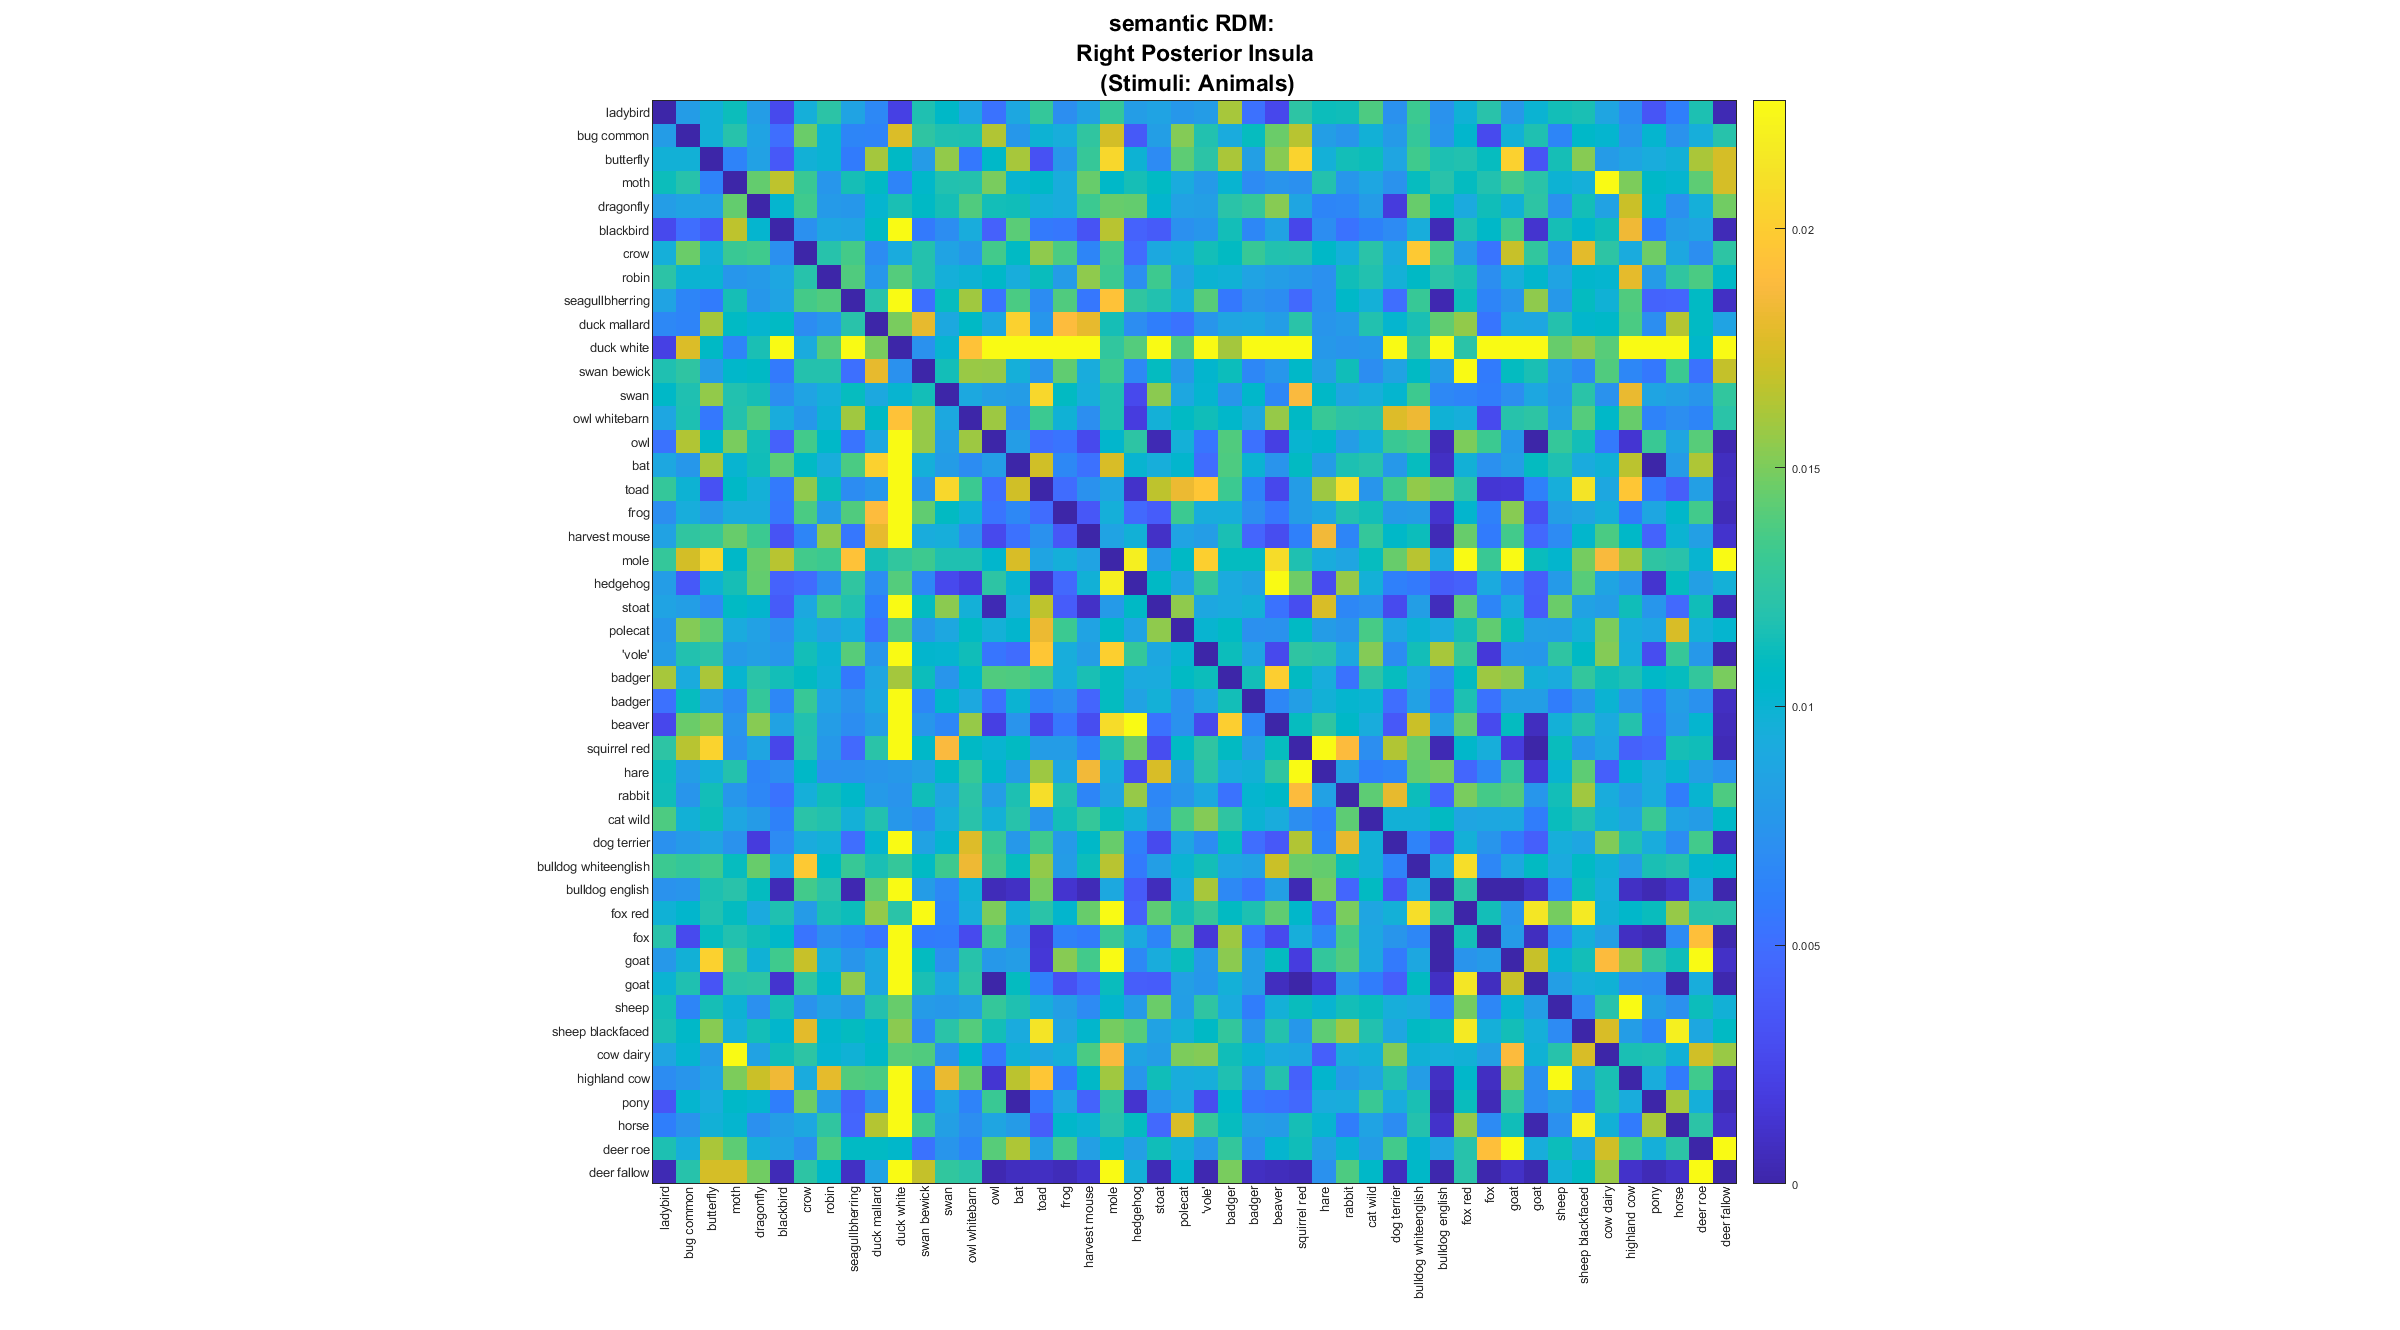 semantic RDM:
Right Posterior Insula
(Stimuli: Animals)
ladybird
bug common
butterfly
moth
dragonfly
blackbird
crow
robin
seagullbherring
duck mallard
duck white
swan bewick
swan
owl whitebarn
owl
bat
toad
frog
harvest mouse
mole
hedgehog
stoat
polecat
'vole'
badger
badger
beaver
squirrel red
hare
rabbit
cat wild
dog terrier
bulldog whiteenglish
bulldog english
fox red
fox
goat
goat
sheep
sheep blackfaced
cow dairy
highland cow
pony
horse
deer roe
deer fallow
ladybird
bug common
butterfly
moth
dragonfly
blackbird
crow
robin
seagullbherring
duck mallard
duck white
swan bewick
swan
owl whitebarn
owl
bat
toad
frog
harvest mouse
mole
hedgehog
stoat
polecat
'vole'
badger
badger
beaver
squirrel red
hare
rabbit
cat wild
dog terrier
bulldog whiteenglish
bulldog english
fox red
fox
goat
goat
sheep
sheep blackfaced
cow dairy
highland cow
pony
horse
deer roe
deer fallow
0.02
0.015
0.01
0.005
0